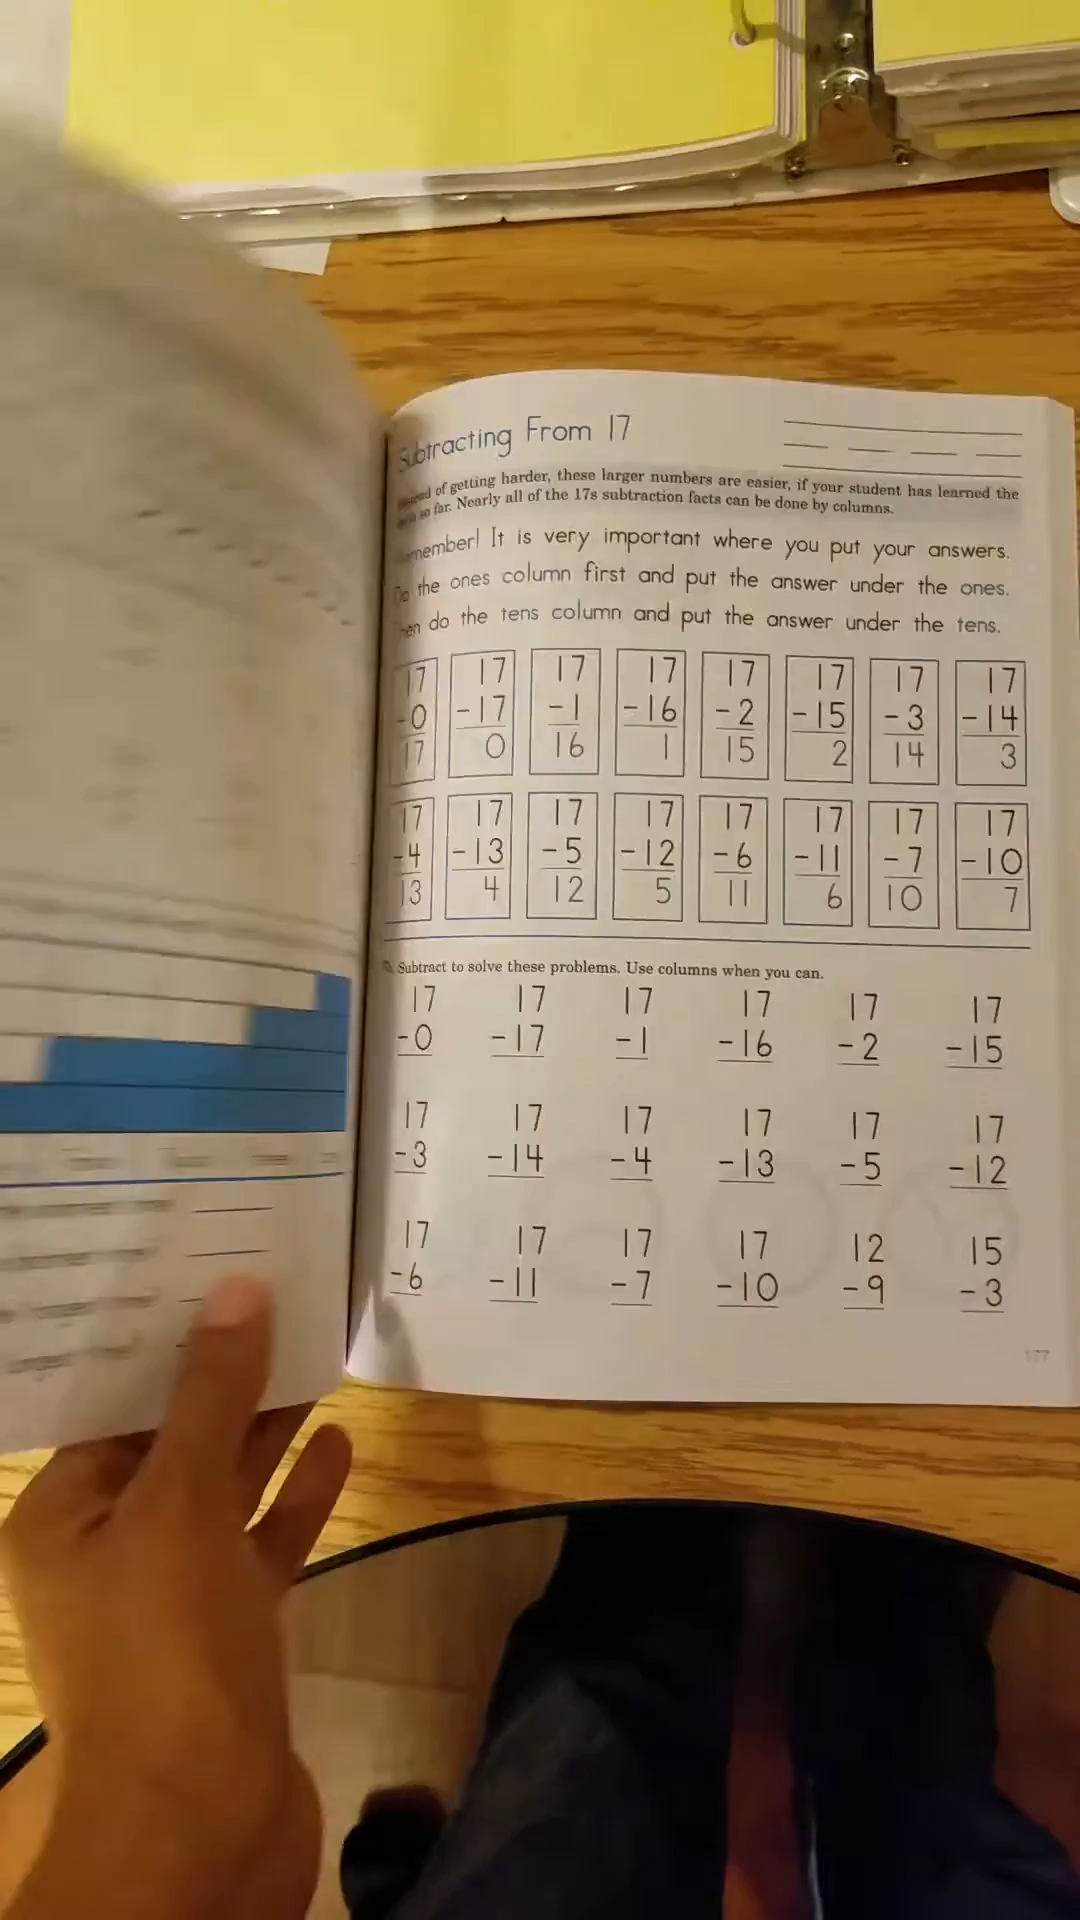 Subtracting From 17
of getting harder, these larger numbers are easier, if your student has learned the
so far. Nearly all of the 17s subtraction facts can be done by columns.
It is very important where you put your answers.
the ones column first and put the answer under the ones.
do the tens column and put the answer under the tens.
17 17 17 17 17 17 17 17
-0 -17 -1 -16 -2 -15 -3 -14
17 0 16 1 15 2 14 3
17 17 17 17 17 17 17 17
-4 -13 -5 -12 -6 -11 -7 -10
13 4 12 5 11 6 10 7
Subtract to solve these problems. Use columns when you can.
17 17 17 17 17 17
-0 -17 -1 -16 -2 -15
17 17 17 17 17 17
-3 -14 -4 -13 -5 -12
17 17 17 17 12 15
-6 -11 -7 -10 -9 -3
177